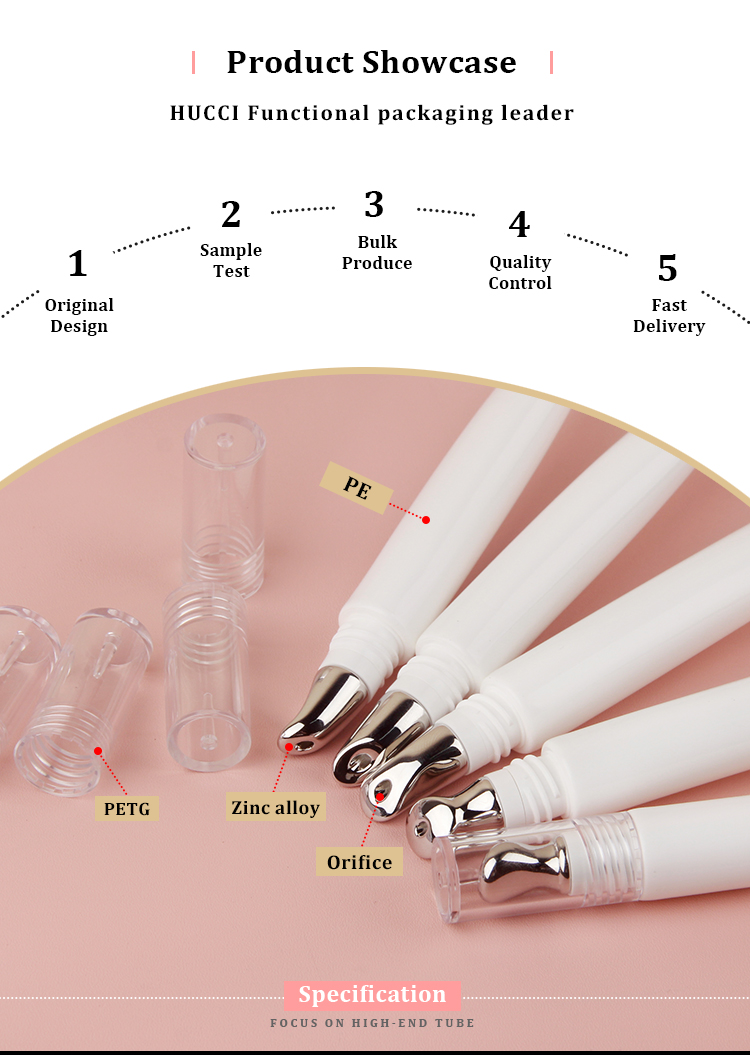 Product Showcase
HUCCI Functional packaging leader
1
Original
Design
2
Sample
Test
3
Bulk
Produce
4
Quality
Control
5
Fast
Delivery
PE
PETG
Zinc alloy
Orifice
Specification
FOCUS ON HIGH-END TUBE